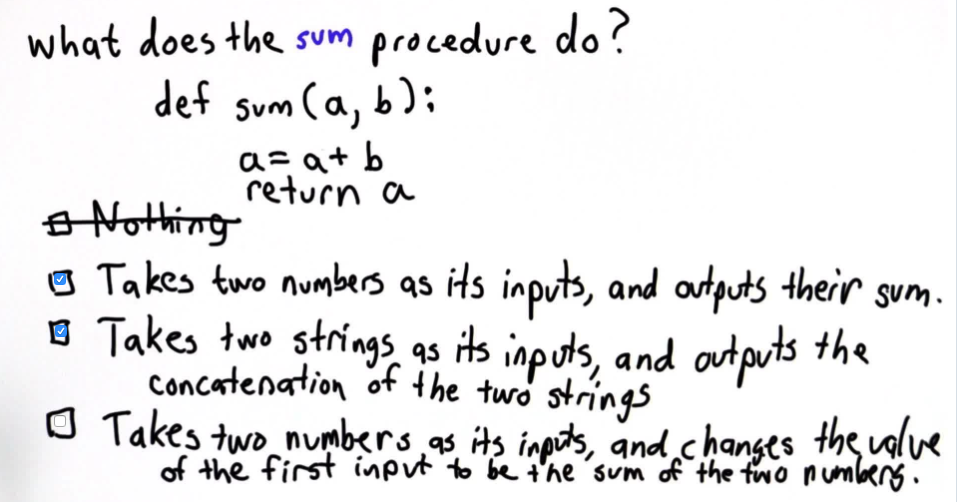 what does the sum procedure do?
def sum(a, b):
a = a + b
return a
Nothing
Takes two numbers as its inputs, and outputs their sum.
Takes two strings as its inputs, and outputs the
concatenation of the two strings
Takes two numbers as its inputs, and changes the value
of the first input to be the sum of the two numbers.